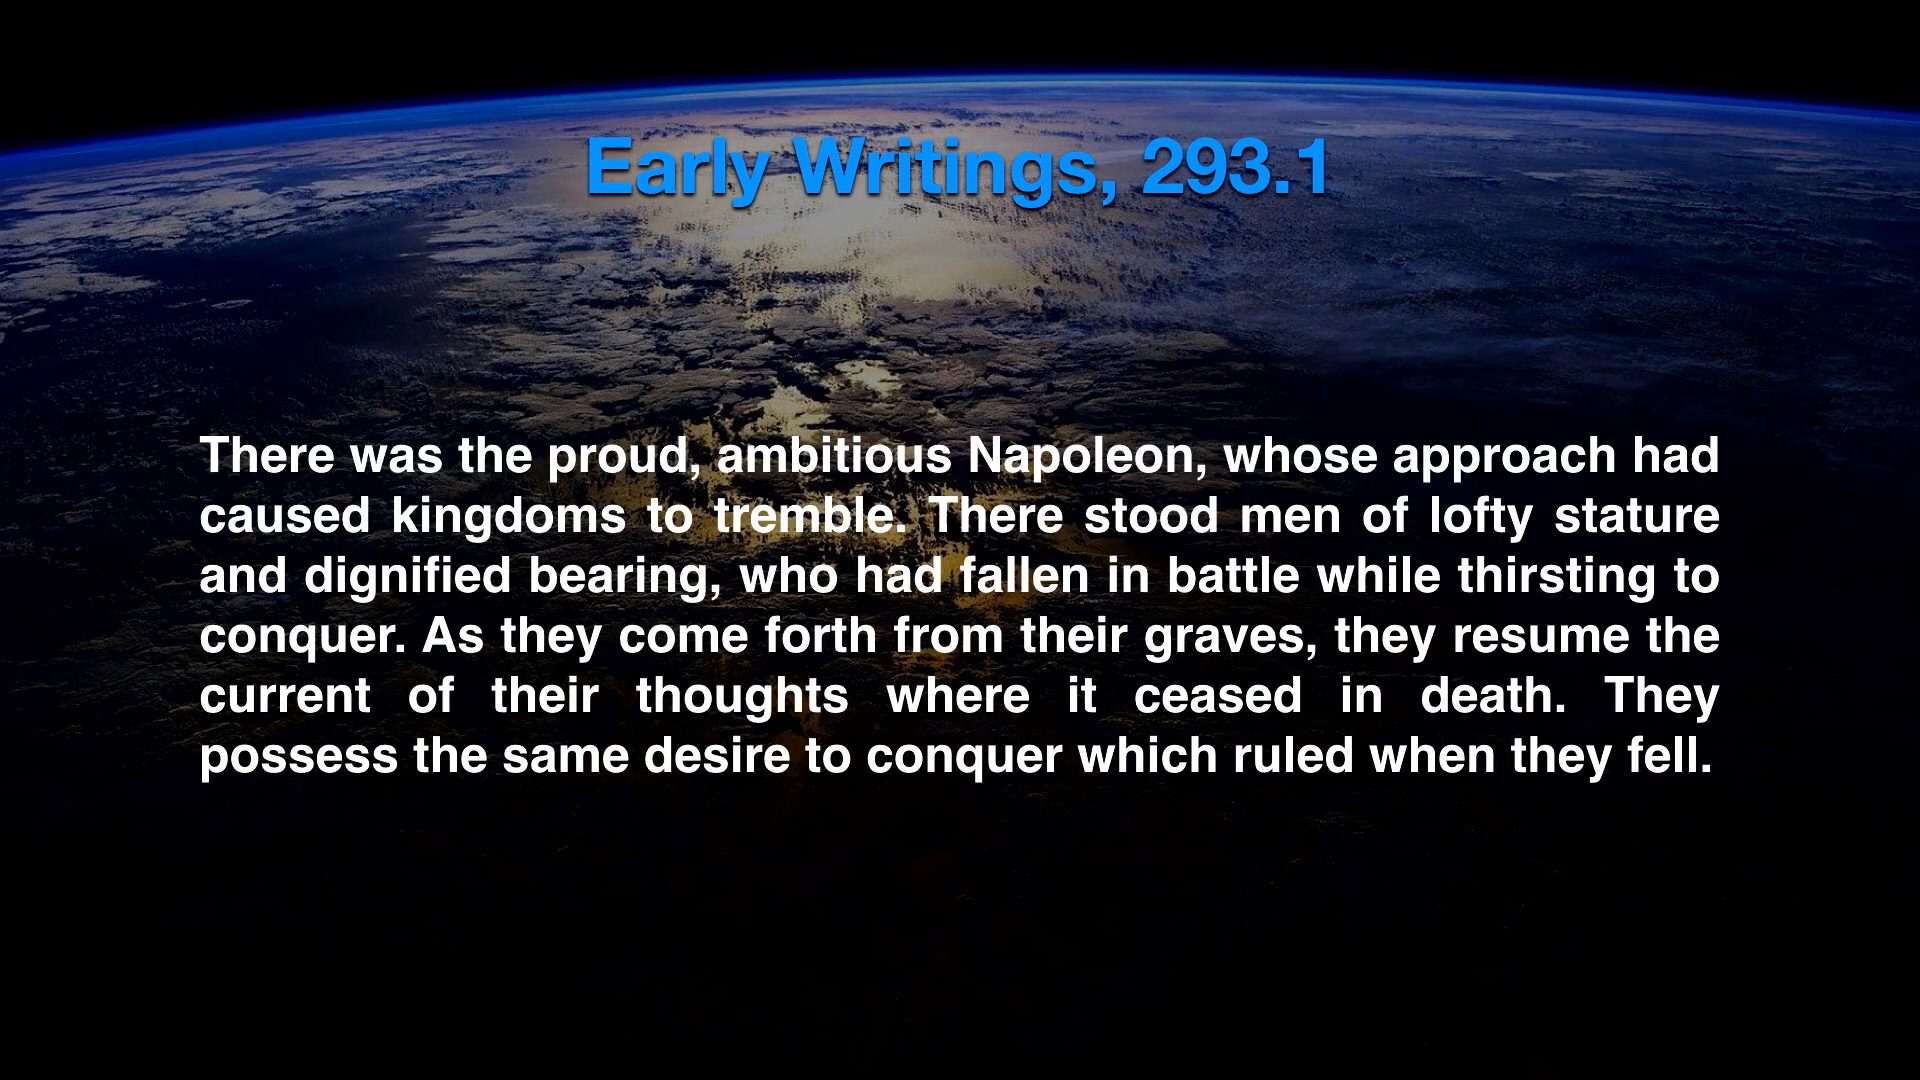 Early Writings, 293.1
There was the proud, ambitious Napoleon, whose approach had
caused kingdoms to tremble. There stood men of lofty stature
and dignified bearing, who had fallen in battle while thirsting to
conquer. As they come forth from their graves, they resume the
current of their thoughts where it ceased in death. They
possess the same desire to conquer which ruled when they fell.